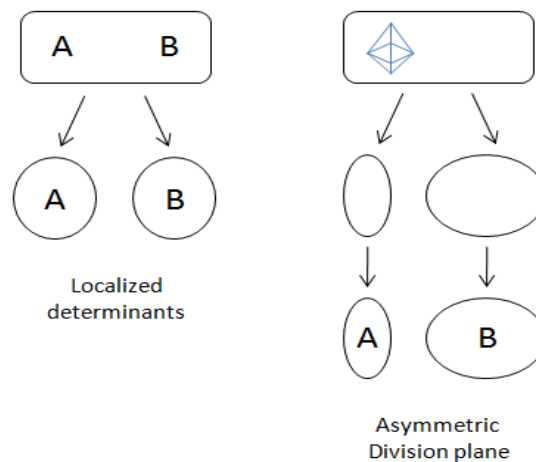 A B
A B
Localized
determinants
A B
Asymmetric
Division plane